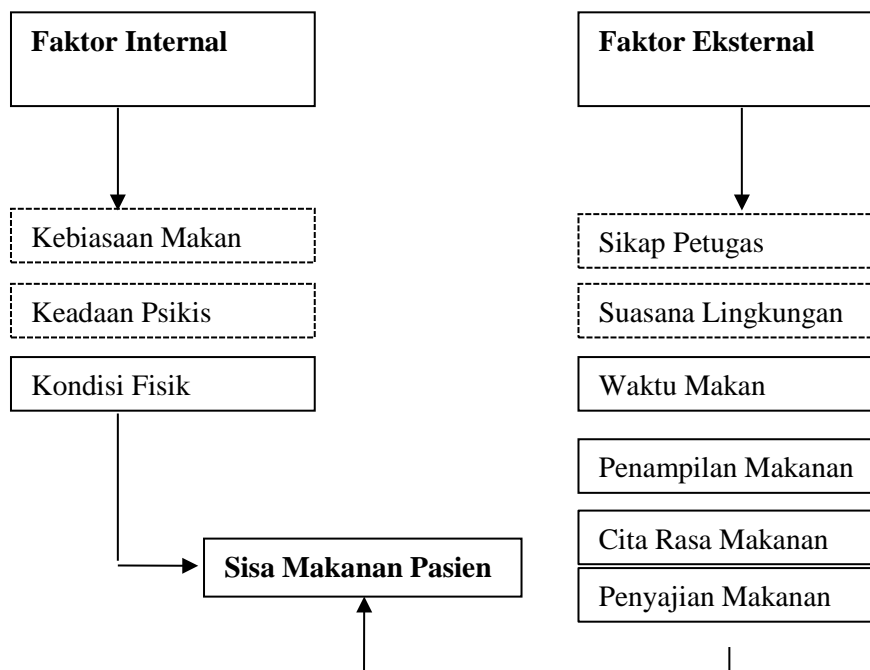 Faktor Internal
Kebiasaan Makan
Keadaan Psikis
Kondisi Fisik
Sisa Makanan Pasien
Faktor Eksternal
Sikap Petugas
Suasana Lingkungan
Waktu Makan
Penampilan Makanan
Cita Rasa Makanan
Penyajian Makanan